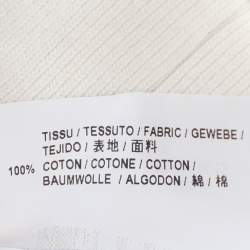 TISSU / TESSUTO / FABRIC / GEWEBE /
TEJIDO / 表地 / 面料
100% COTON / COTONE / COTTON /
BAUMWOLLE / ALGODON / 綿 / 棉